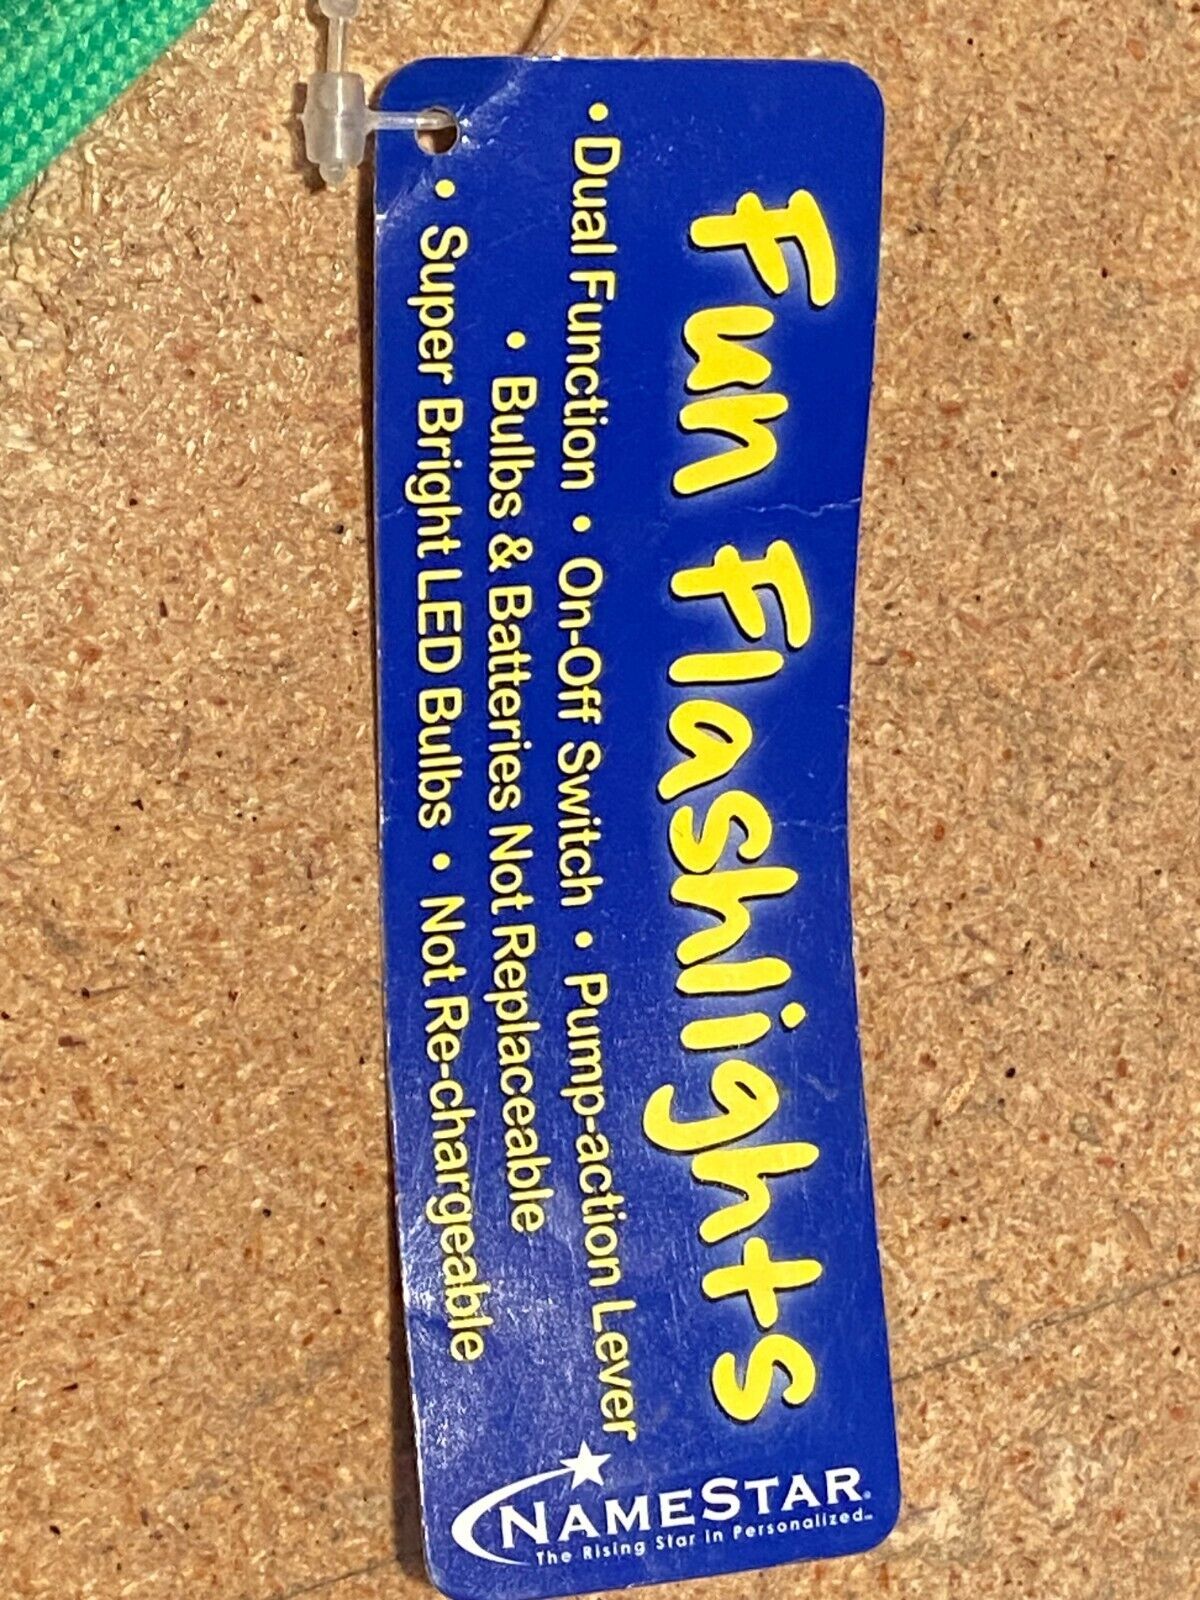 Fun Flashlights
• Dual Function • On-Off Switch • Pump-action Lever
• Bulbs & Batteries Not Replaceable
• Super Bright LED Bulbs • Not Re-chargeable
NAMESTAR®
The Rising Star in Personalized™